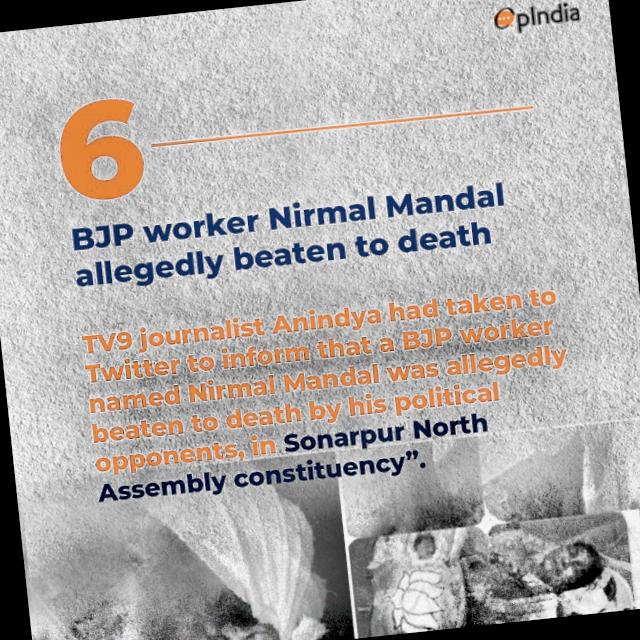 OpIndia
6
BJP worker Nirmal Mandal
allegedly beaten to death
TV9 journalist Anindya had taken to
Twitter to inform that a BJP worker
named Nirmal Mandal was allegedly
beaten to death by his political
opponents, in Sonarpur North
Assembly constituency”.